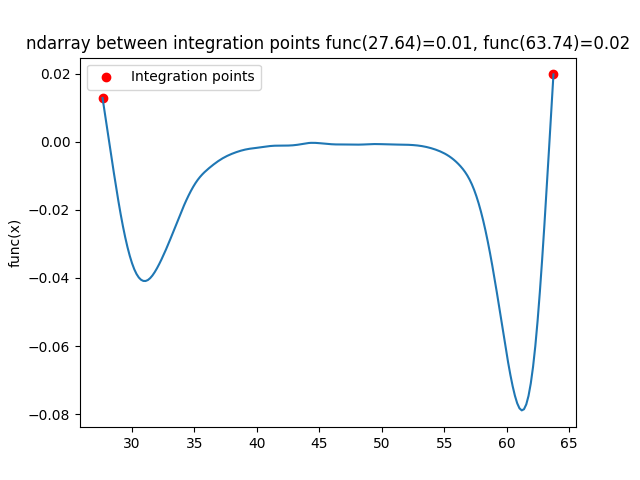 ndarray between integration points func(27.64)=0.01, func(63.74)=0.02
Integration points
func(x)
0.02
0.00
−0.02
−0.04
−0.06
−0.08
30 35 40 45 50 55 60 65